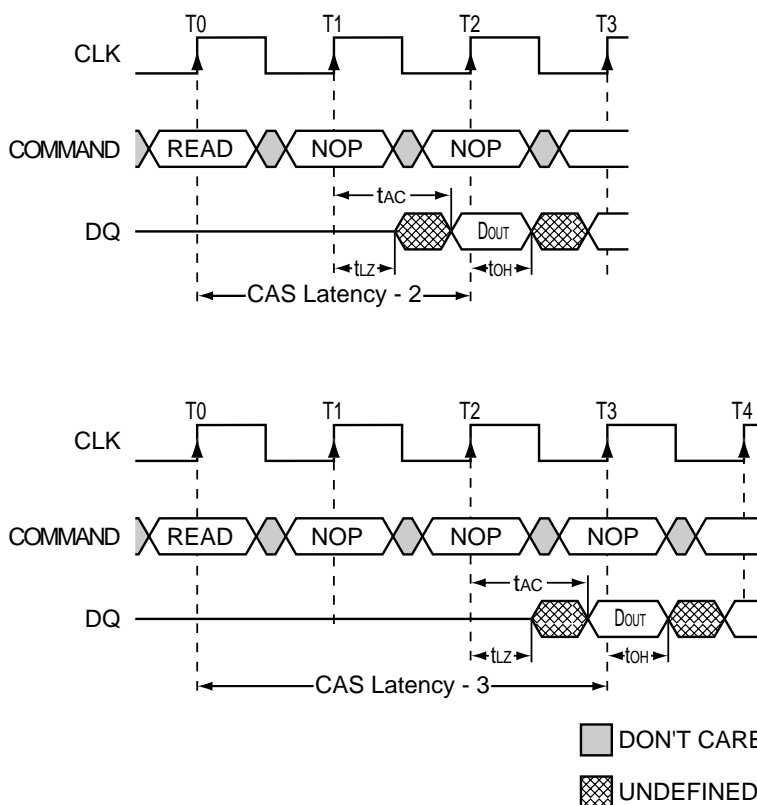 T0 T1 T2 T3
CLK
COMMAND READ NOP NOP
tAC
DQ DOUT
tLZ tOH
CAS Latency - 2
T0 T1 T2 T3 T4
CLK
COMMAND READ NOP NOP NOP
tAC
DQ DOUT
tLZ tOH
CAS Latency - 3
DON'T CARE
UNDEFINED